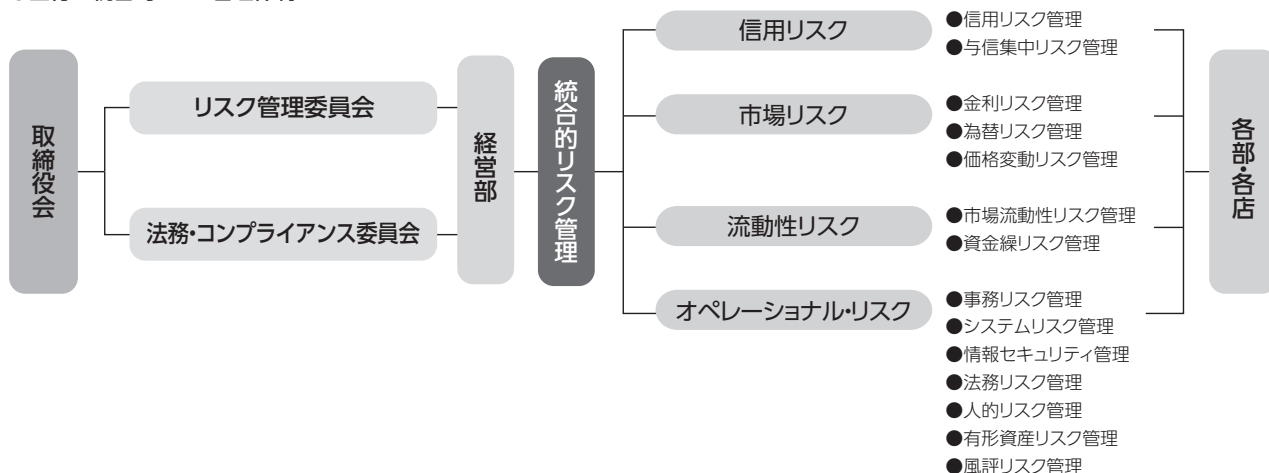 取締役会
リスク管理委員会
法務・コンプライアンス委員会
経営部
統合的リスク管理
信用リスク
●信用リスク管理
●与信集中リスク管理
市場リスク
●金利リスク管理
●為替リスク管理
●価格変動リスク管理
流動性リスク
●市場流動性リスク管理
●資金繰リスク管理
オペレーショナル・リスク
●事務リスク管理
●システムリスク管理
●情報セキュリティ管理
●法務リスク管理
●人的リスク管理
●有形資産リスク管理
●風評リスク管理
各部・各店